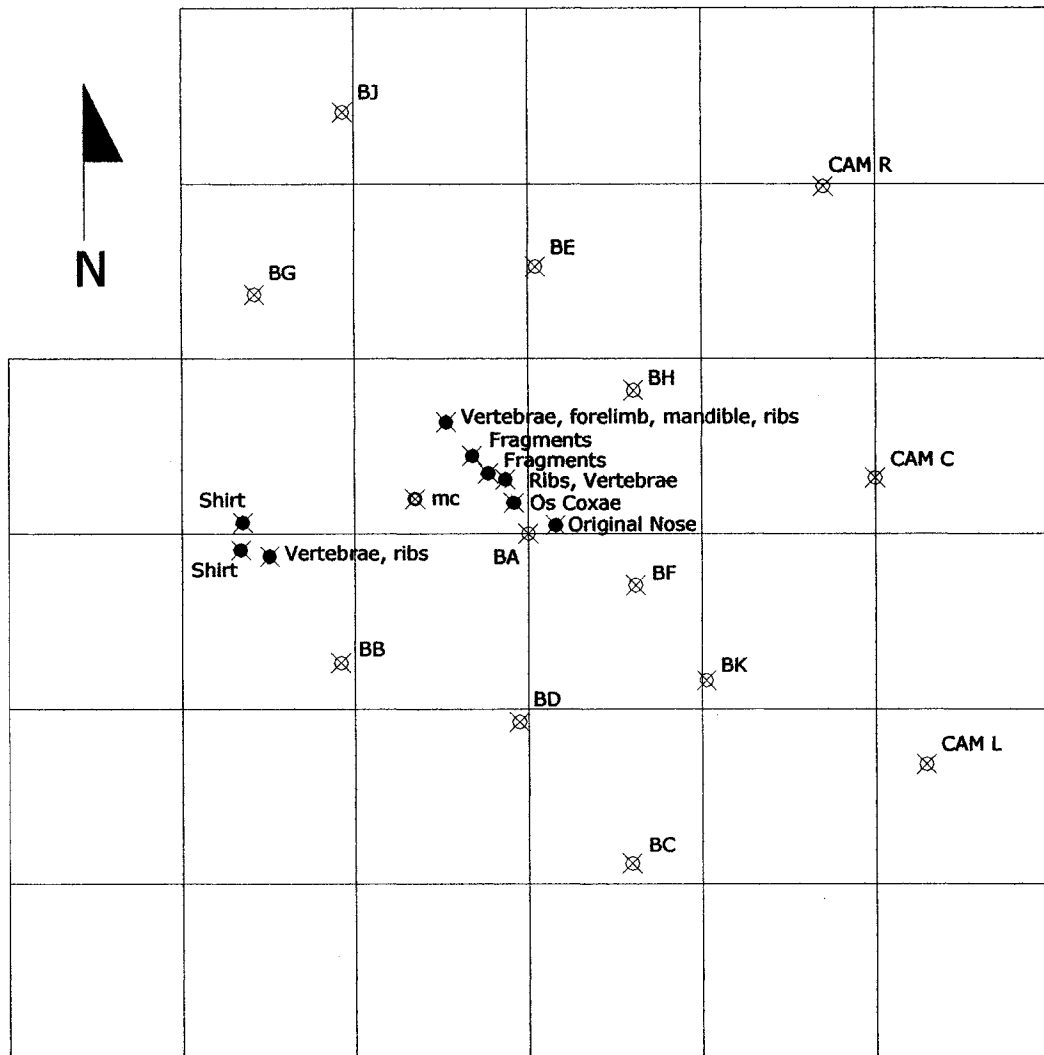 BJ
CAM R
N
BE
BG
BH
Vertebrae, forelimb, mandible, ribs
Fragments
Fragments
CAM C
Ribs, Vertebrae
Shirt
mc
Os Coxae
Original Nose
BA
Vertebrae, ribs
Shirt
BF
BB
BK
BD
CAM L
BC